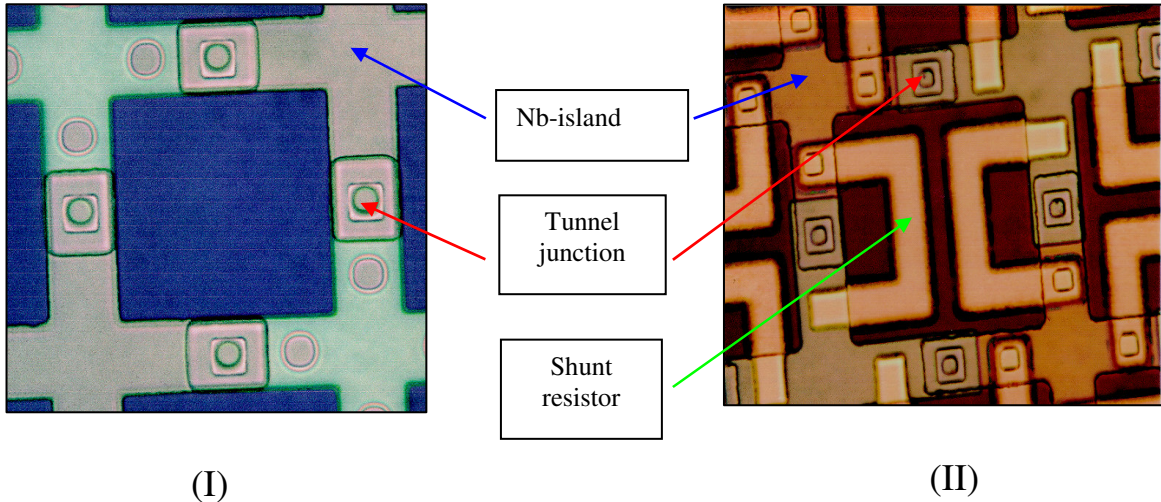 Nb-island
Tunnel
junction
Shunt
resistor
(I)
(II)